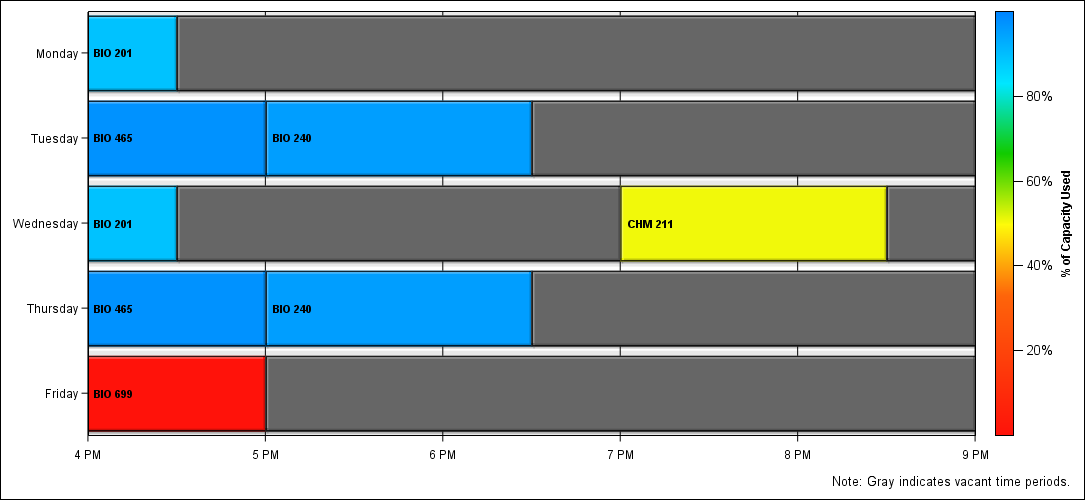 Monday
BIO 201
Tuesday
BIO 465
BIO 240
Wednesday
BIO 201
CHM 211
Thursday
BIO 465
BIO 240
Friday
BIO 699
4 PM
5 PM
6 PM
7 PM
8 PM
9 PM
80%
60%
40%
20%
% of Capacity Used
Note: Gray indicates vacant time periods.